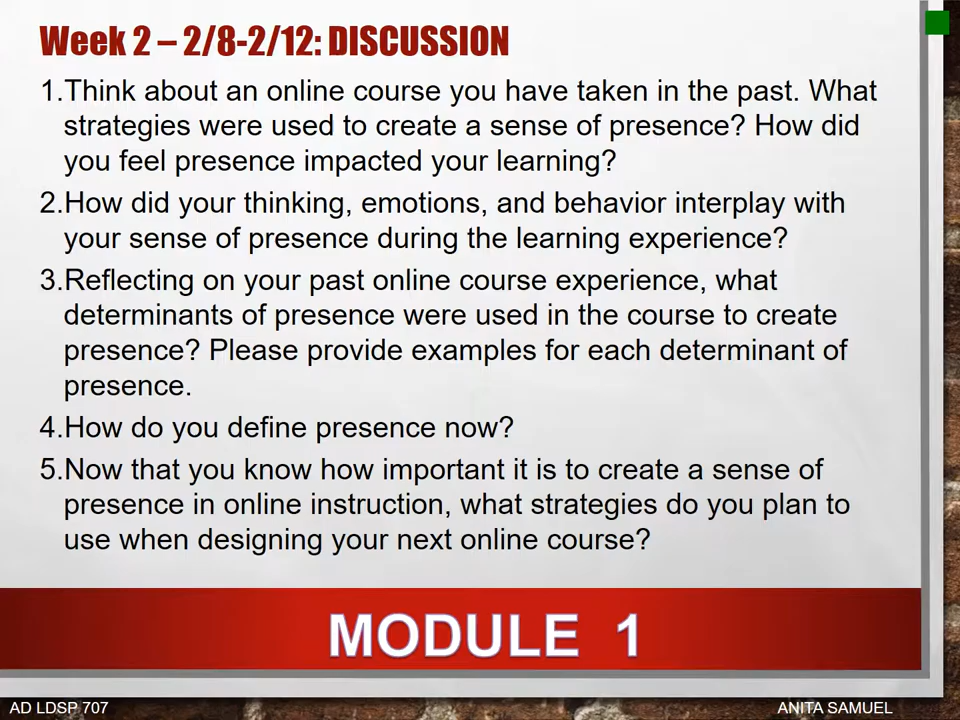 Week 2 – 2/8-2/12: DISCUSSION
1.Think about an online course you have taken in the past. What
strategies were used to create a sense of presence? How did
you feel presence impacted your learning?
2.How did your thinking, emotions, and behavior interplay with
your sense of presence during the learning experience?
3.Reflecting on your past online course experience, what
determinants of presence were used in the course to create
presence? Please provide examples for each determinant of
presence.
4.How do you define presence now?
5.Now that you know how important it is to create a sense of
presence in online instruction, what strategies do you plan to
use when designing your next online course?
MODULE 1
AD LDSP 707
ANITA SAMUEL